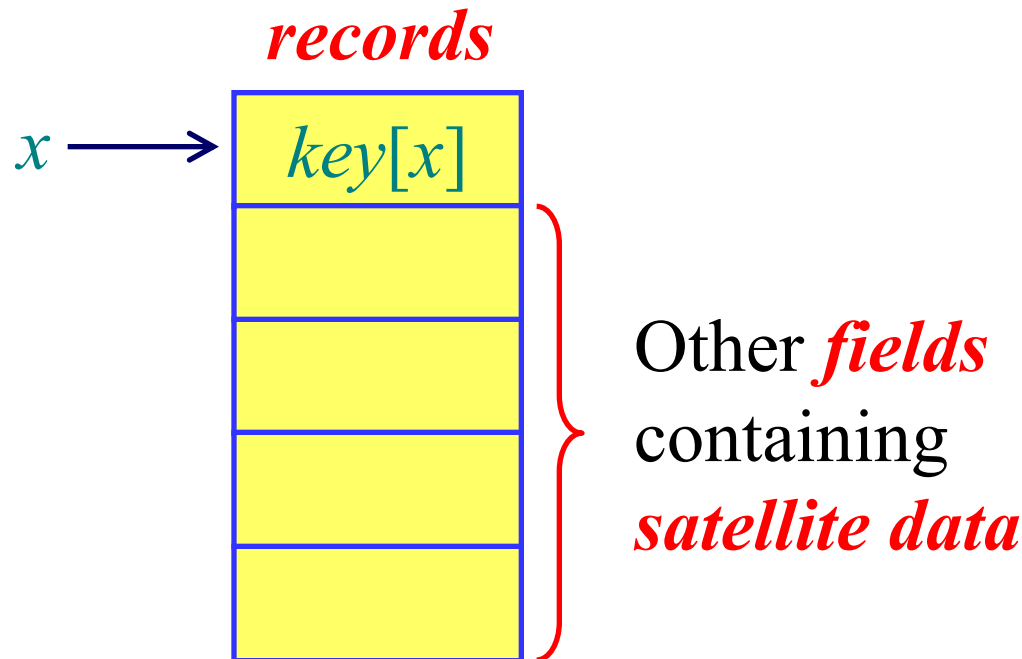 records
x
key[x]
Other fields
containing
satellite data